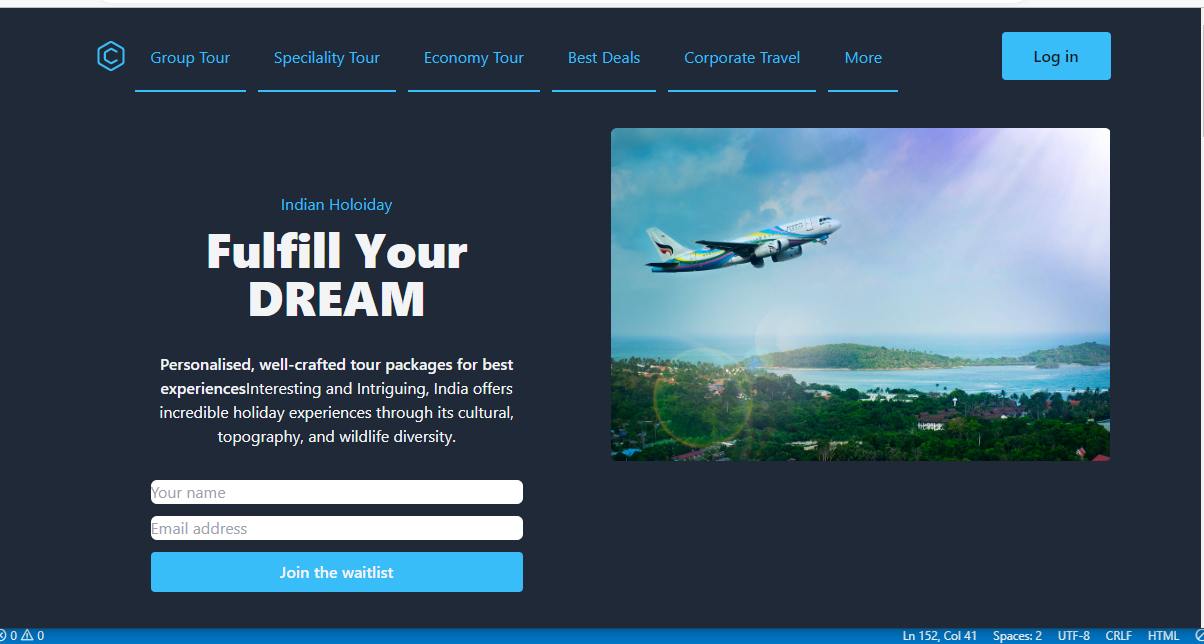 Group Tour Specilality Tour Economy Tour Best Deals Corporate Travel More Log in
Indian Holoiday
Fulfill Your
DREAM
Personalised, well-crafted tour packages for best
experiencesInteresting and Intriguing, India offers
incredible holiday experiences through its cultural,
topography, and wildlife diversity.
Your name
Email address
Join the waitlist
0 0 Ln 152, Col 41 Spaces: 2 UTF-8 CRLF HTML